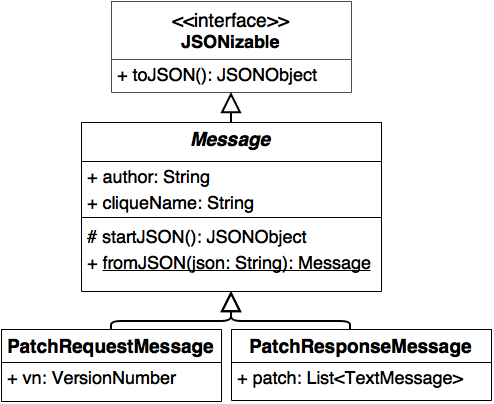 <<interface>>
JSONizable
+ toJSON(): JSONObject
Message
+ author: String
+ cliqueName: String
# startJSON(): JSONObject
+ fromJSON(json: String): Message
PatchRequestMessage
+ vn: VersionNumber
PatchResponseMessage
+ patch: List<TextMessage>